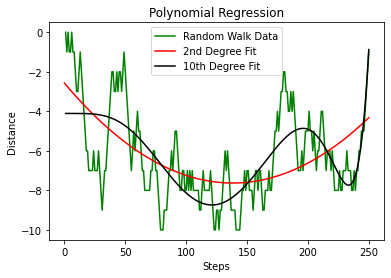 Polynomial Regression
Random Walk Data
2nd Degree Fit
10th Degree Fit
0
−2
−4
−6
−8
−10
Distance
0 50 100 150 200 250
Steps